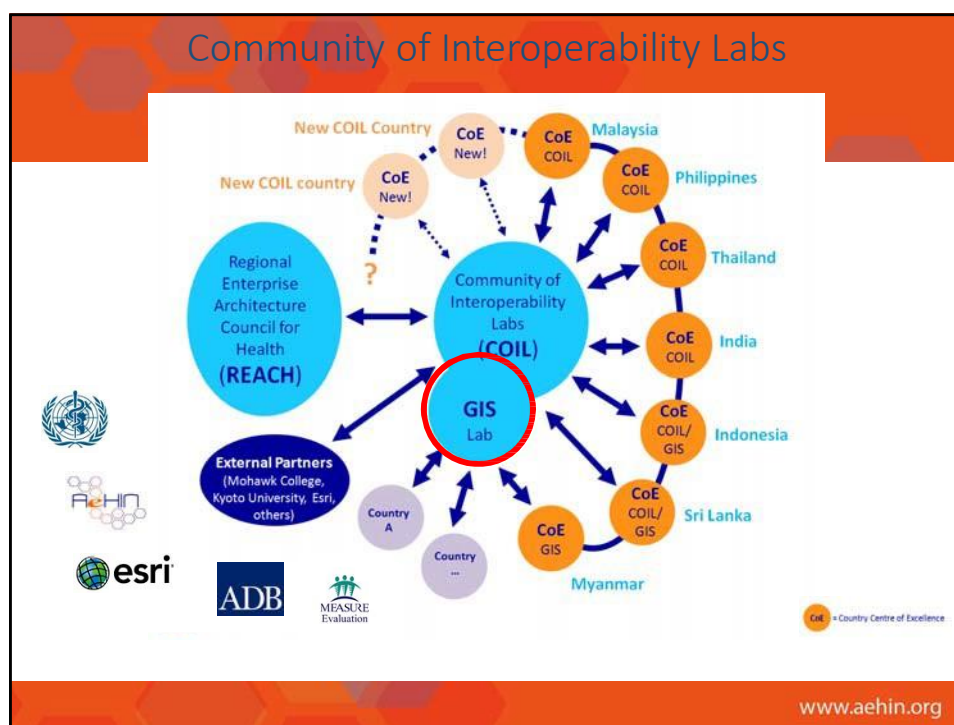 Community of Interoperability Labs
New COIL Country
CoE
New!
CoE
COIL
Malaysia
New COIL country
CoE
New!
CoE
COIL
Philippines
?
CoE
COIL
Thailand
Regional
Enterprise
Architecture
Council for
Health
(REACH)
Community of
Interoperability
Labs
(COIL)
CoE
COIL
India
GIS
Lab
CoE
COIL/
GIS
Indonesia
External Partners
(Mohawk College,
Kyoto University, Esri,
others)
Country
A
Country
...
CoE
GIS
Myanmar
CoE
COIL/
GIS
Sri Lanka
AeHIN
esri
ADB
MEASURE
Evaluation
CoE = Country Centre of Excellence
www.aehin.org